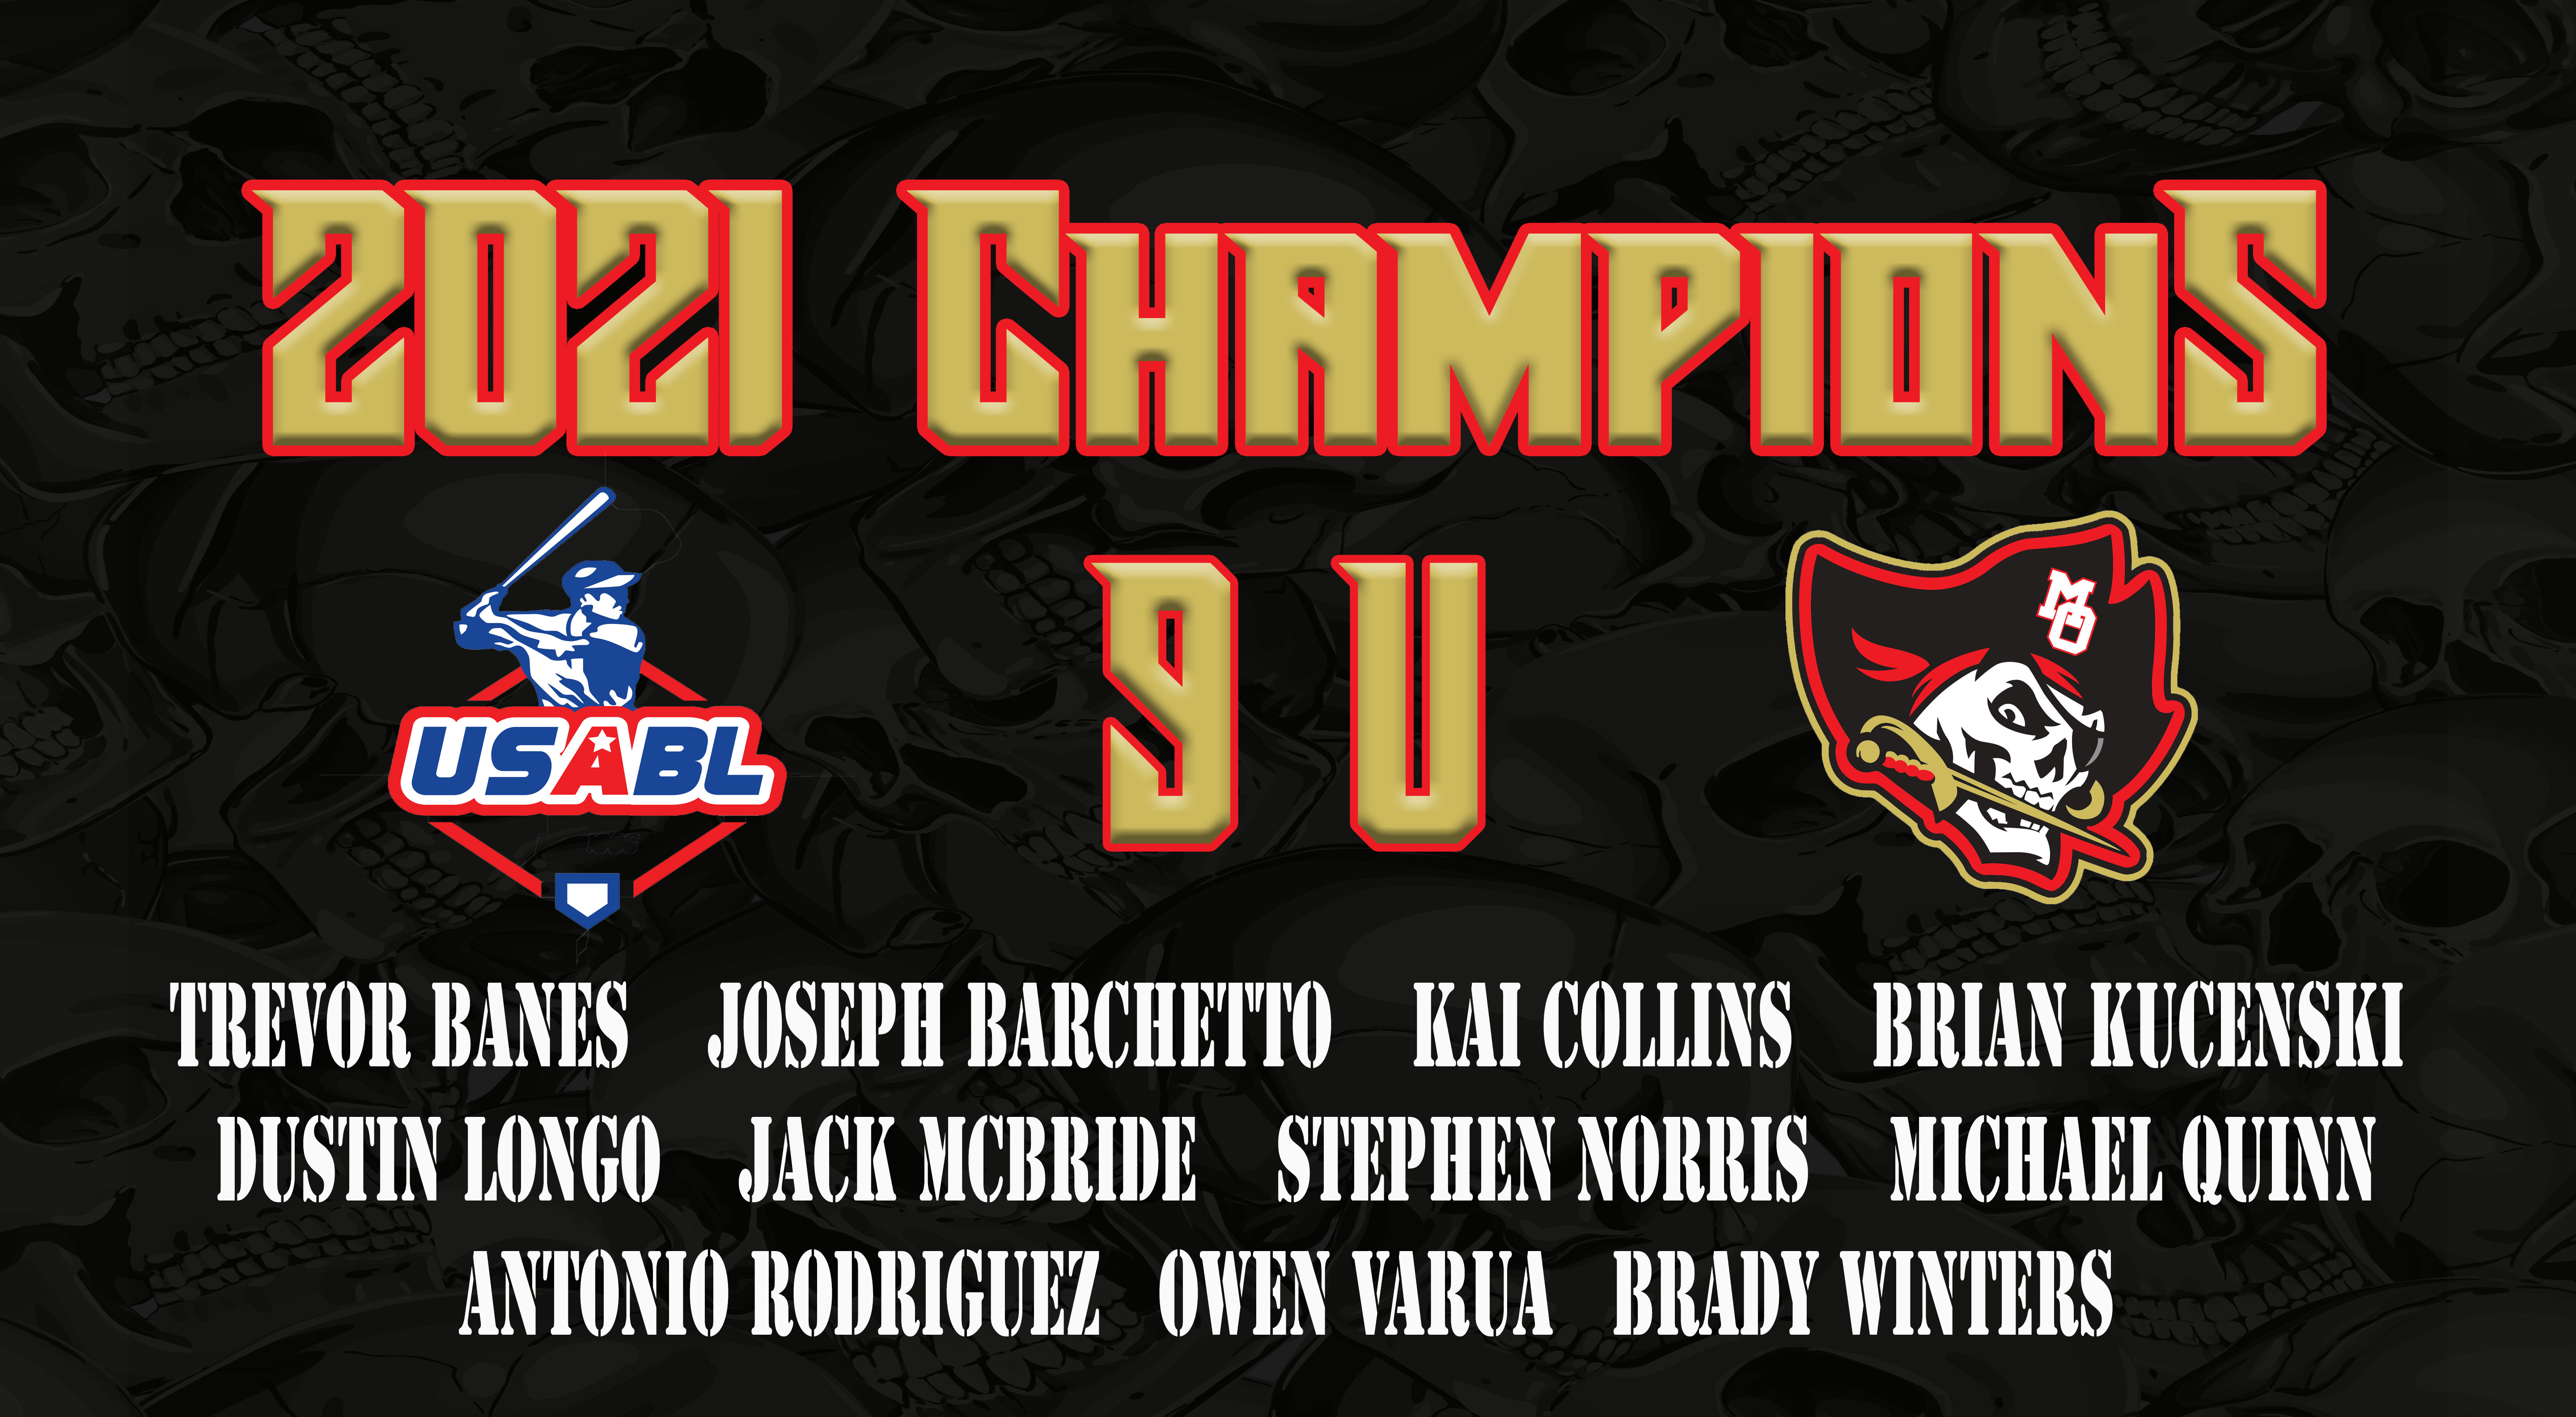 2021 CHAMPIONS
9 U
USABL
MO
TREVOR BANES JOSEPH BARCHETTO KAI COLLINS BRIAN KUCENSKI
DUSTIN LONGO JACK MCBRIDE STEPHEN NORRIS MICHAEL QUINN
ANTONIO RODRIGUEZ OWEN VARUA BRADY WINTERS